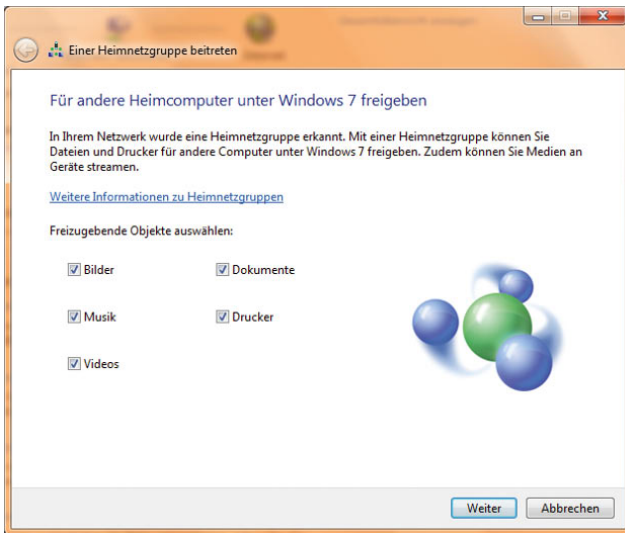 Einer Heimnetzgruppe beitreten
Für andere Heimcomputer unter Windows 7 freigeben
In Ihrem Netzwerk wurde eine Heimnetzgruppe erkannt. Mit einer Heimnetzgruppe können Sie
Dateien und Drucker für andere Computer unter Windows 7 freigeben. Zudem können Sie Medien an
Geräte streamen.
Weitere Informationen zu Heimnetzgruppen
Freizugebende Objekte auswählen:
Bilder Dokumente
Musik Drucker
Videos
Weiter Abbrechen